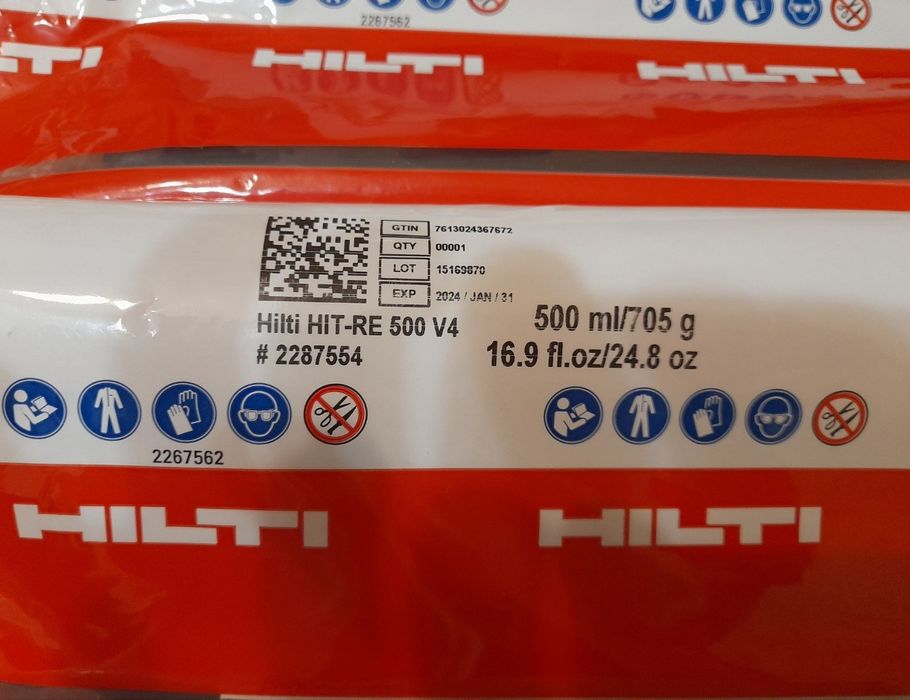 2267562
HILTI HILTI
GTIN 7613024367672
QTY 00001
LOT 15169870
EXP 2024 / JAN / 31
Hilti HIT-RE 500 V4
# 2287554
500 ml/705 g
16.9 fl.oz/24.8 oz
2267562
HILTI HILTI